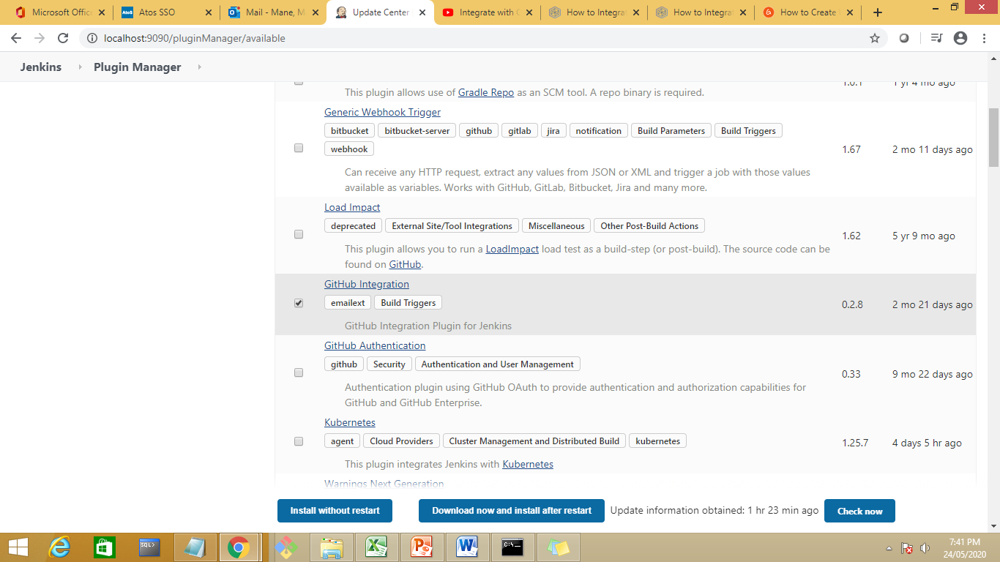 Microsoft Offic
Atos SSO
Mail - Mane, M
Update Center
Integrate with G
How to Integrat
How to Integrat
How to Create
localhost:9090/pluginManager/available
Jenkins
Plugin Manager
This plugin allows use of Gradle Repo as an SCM tool. A repo binary is required.
1.0.1
1 yr 4 mo ago
Generic Webhook Trigger
bitbucket bitbucket-server github gitlab jira notification Build Parameters Build Triggers
webhook
1.67
2 mo 11 days ago
Can receive any HTTP request, extract any values from JSON or XML and trigger a job with those values
available as variables. Works with GitHub, GitLab, Bitbucket, Jira and many more.
Load Impact
deprecated External Site/Tool Integrations Miscellaneous Other Post-Build Actions
1.62
5 yr 9 mo ago
This plugin allows you to run a LoadImpact load test as a build-step (or post-build). The source code can be
found on GitHub.
GitHub Integration
emailext Build Triggers
0.2.8
2 mo 21 days ago
GitHub Integration Plugin for Jenkins
GitHub Authentication
github Security Authentication and User Management
0.33
9 mo 22 days ago
Authentication plugin using GitHub OAuth to provide authentication and authorization capabilities for
GitHub and GitHub Enterprise.
Kubernetes
agent Cloud Providers Cluster Management and Distributed Build kubernetes
1.25.7
4 days 5 hr ago
This plugin integrates Jenkins with Kubernetes
Warnings Next Generation
Install without restart
Download now and install after restart
Update information obtained: 1 hr 23 min ago
Check now
SQL>
C:\_
7:41 PM
24/05/2020